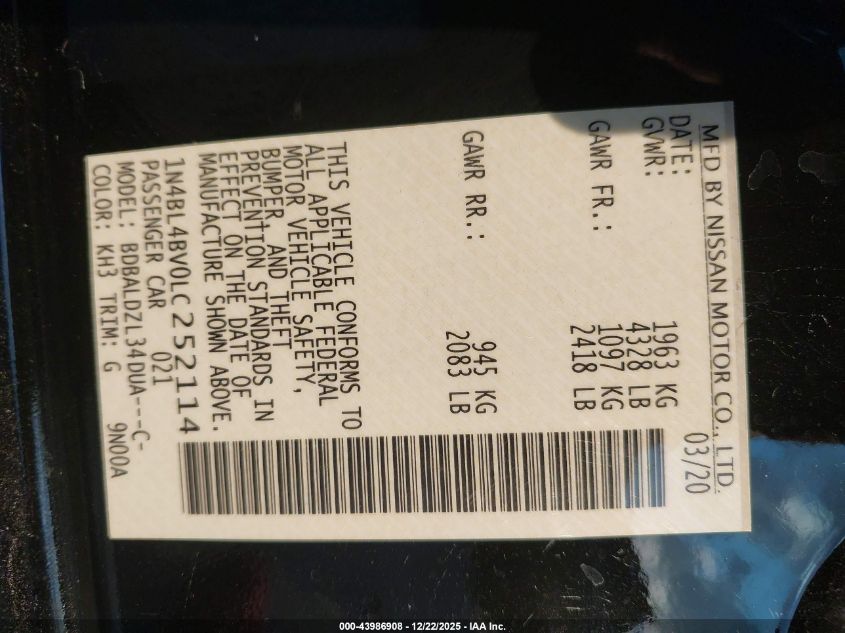 MFD BY NISSAN MOTOR CO., LTD.
DATE: 03/20
GVWR: 1963 KG
4328 LB
GAWR FR.: 1097 KG
2418 LB
GAWR RR.: 945 KG
2083 LB
THIS VEHICLE CONFORMS TO
ALL APPLICABLE FEDERAL
MOTOR VEHICLE SAFETY,
BUMPER, AND THEFT
PREVENTION STANDARDS IN
EFFECT ON THE DATE OF
MANUFACTURE SHOWN ABOVE.
1N4BL4BV0LC252114
PASSENGER CAR 021
MODEL: BDBALDZL34DUA---C-
COLOR: KH3 TRIM: G 9N00A
000-43986908 - 12/22/2025 - IAA Inc.